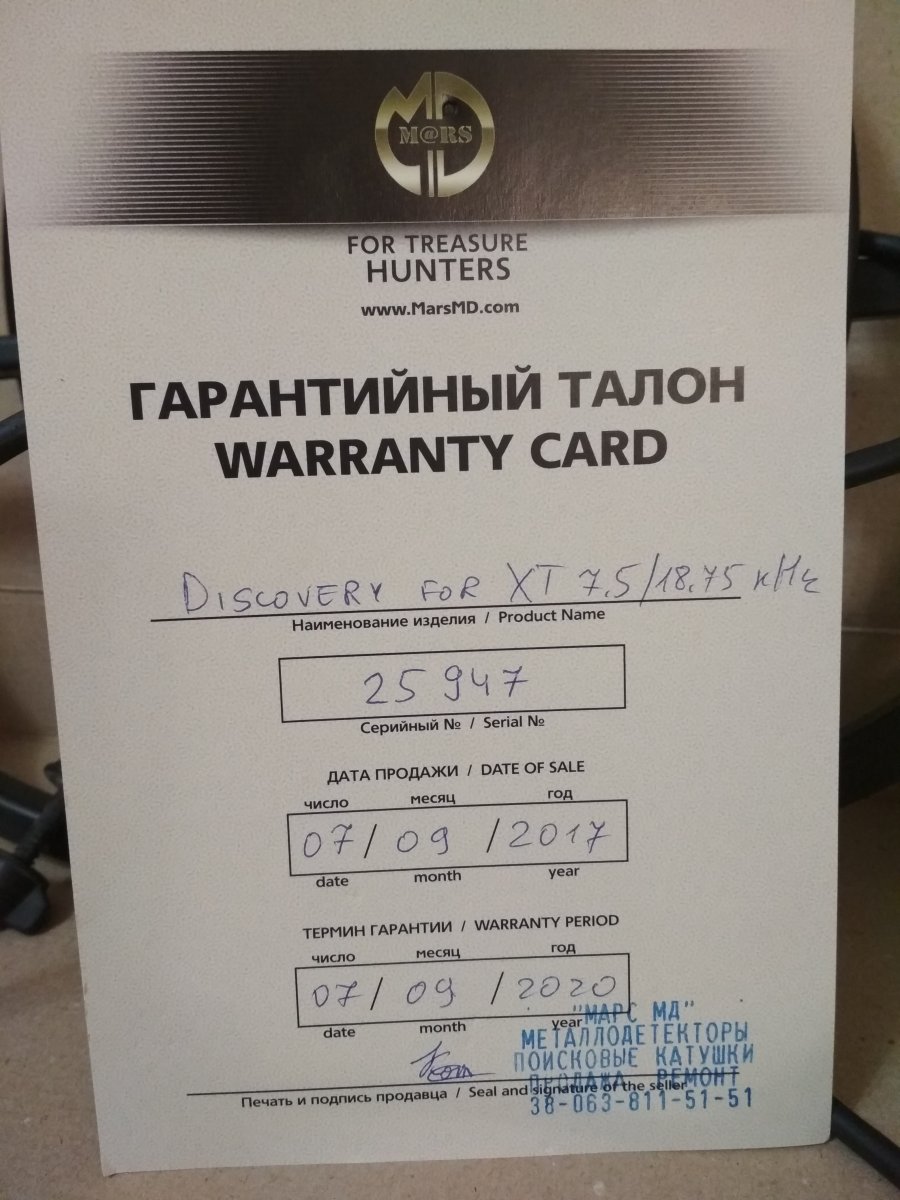 M@RS
FOR TREASURE
HUNTERS
www.MarsMD.com
ГАРАНТИЙНЫЙ ТАЛОН
WARRANTY CARD
DISCOVERY FOR XT 7.5/18.75 кHz
Наименование изделия / Product Name
25947
Серийный № / Serial №
ДАТА ПРОДАЖИ / DATE OF SALE
число месяц год
07/09/2017
date month year
ТЕРМИН ГАРАНТИИ / WARRANTY PERIOD
число месяц год
07/09/2020
date month year
"МАРС МД"
МЕТАЛЛОДЕТЕКТОРЫ
ПОИСКОВЫЕ КАТУШКИ
ПРОДАЖА РЕМОНТ
Печать и подпись продавца / Seal and signature of the seller
38-063-811-51-51